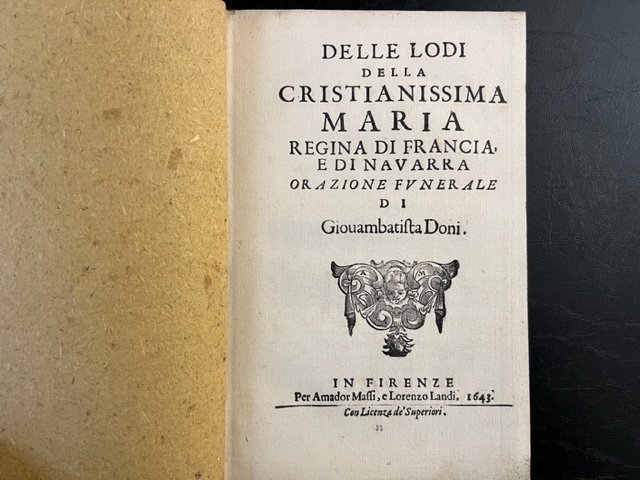 DELLE LODI
DELLA
CRISTIANISSIMA
MARIA
REGINA DI FRANCIA,
E DI NAVARRA
ORAZIONE FVNERALE
DI
Giouambatiſta Doni.
IN FIRENZE
Per Amador Maſſi, e Lorenzo Landi. 1643.
Con Licenza de' Superiori.
33